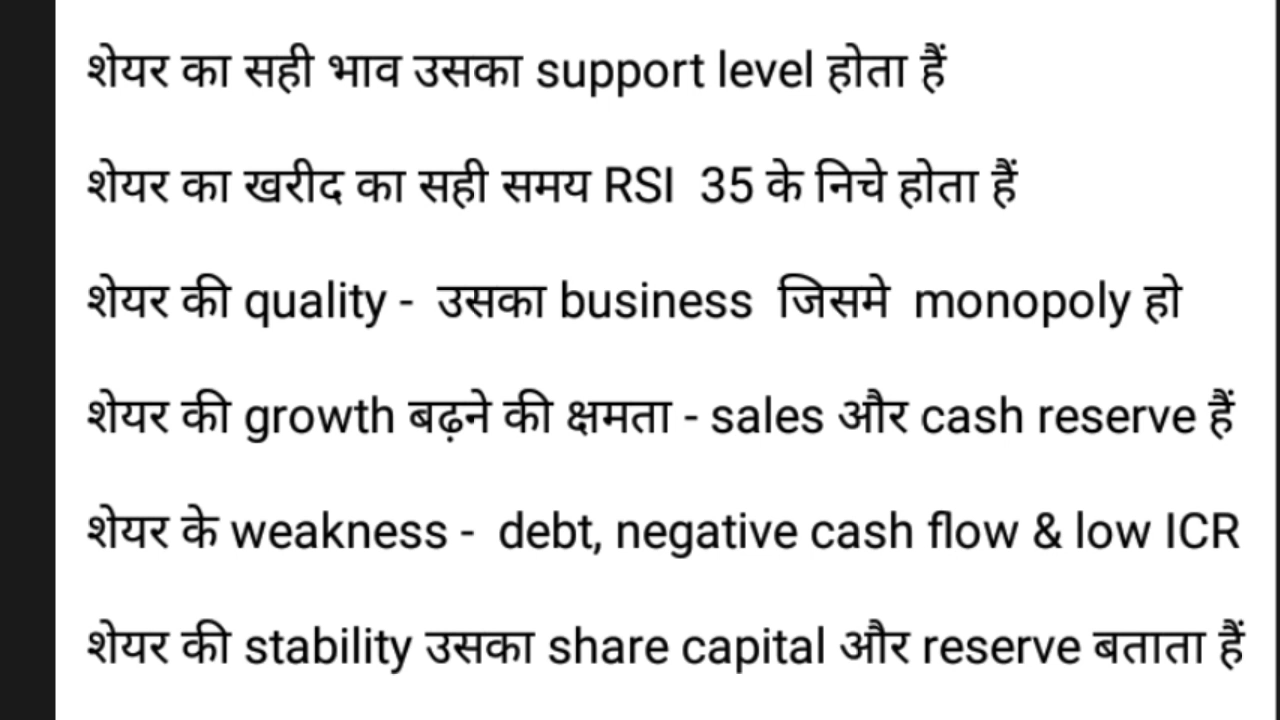 शेयर का सही भाव उसका support level होता हैं
शेयर का खरीद का सही समय RSI 35 के निचे होता हैं
शेयर की quality - उसका business जिसमे monopoly हो
शेयर की growth बढ़ने की क्षमता - sales और cash reserve हैं
शेयर के weakness - debt, negative cash flow & low ICR
शेयर की stability उसका share capital और reserve बताता हैं